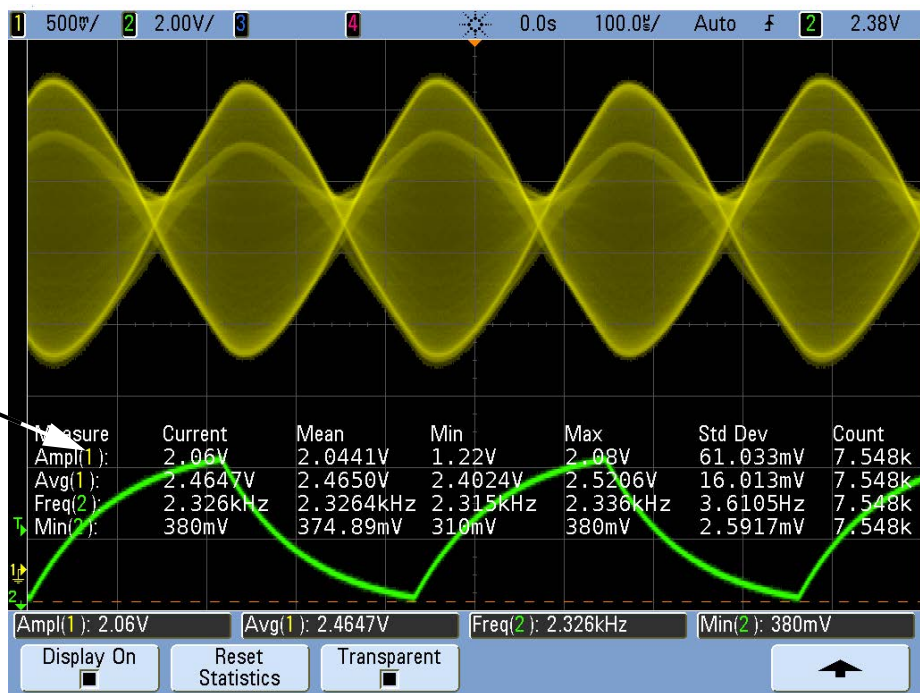 1 500mV/ 2 2.00V/ 3 4 0.0s 100.0㎲/ Auto 2 2.38V
Measure Current Mean Min Max Std Dev Count
Ampl(1): 2.06V 2.0441V 1.22V 2.08V 61.033mV 7.548k
Avg(1): 2.4647V 2.4650V 2.4024V 2.5206V 16.013mV 7.548k
Freq(2): 2.326kHz 2.3264kHz 2.315kHz 2.336kHz 3.6105Hz 7.548k
T Min(2): 380mV 374.89mV 310mV 380mV 2.5917mV 7.548k
1
2
Ampl(1): 2.06V Avg(1): 2.4647V Freq(2): 2.326kHz Min(2): 380mV
Display On Reset Statistics Transparent